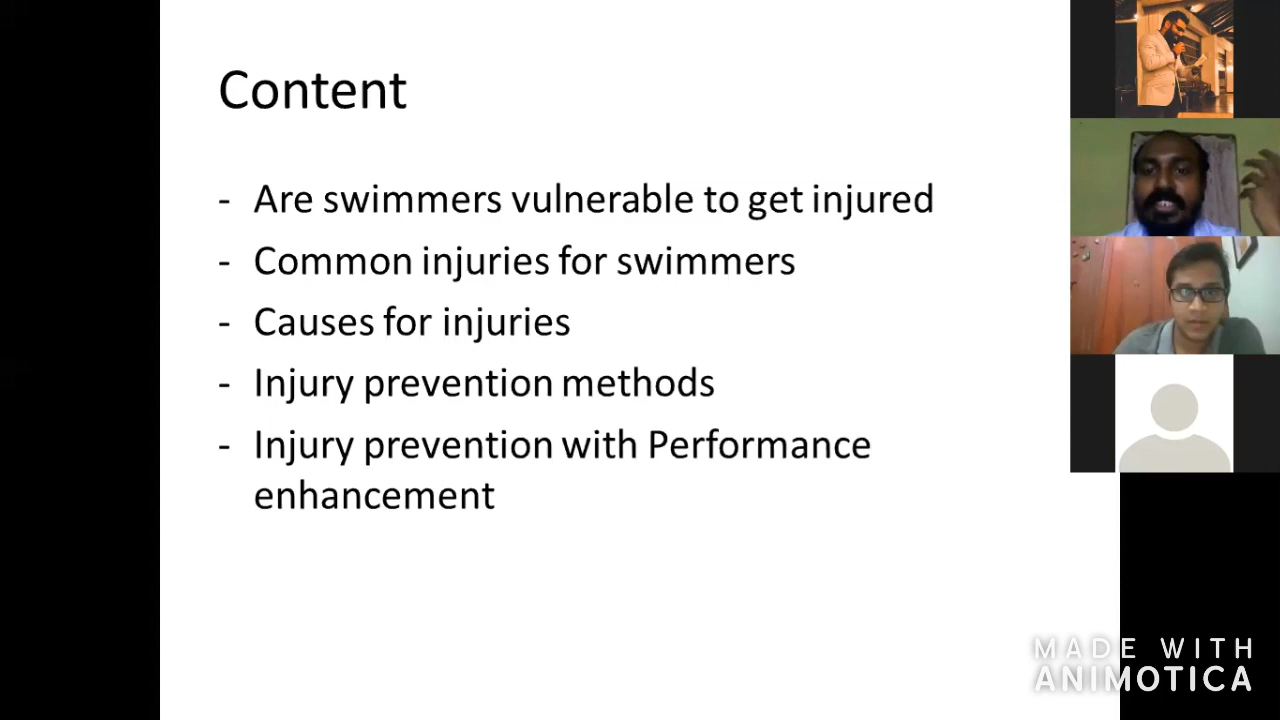 Content
- Are swimmers vulnerable to get injured
- Common injuries for swimmers
- Causes for injuries
- Injury prevention methods
- Injury prevention with Performance
enhancement
MADE WITH
ANIMOTICA